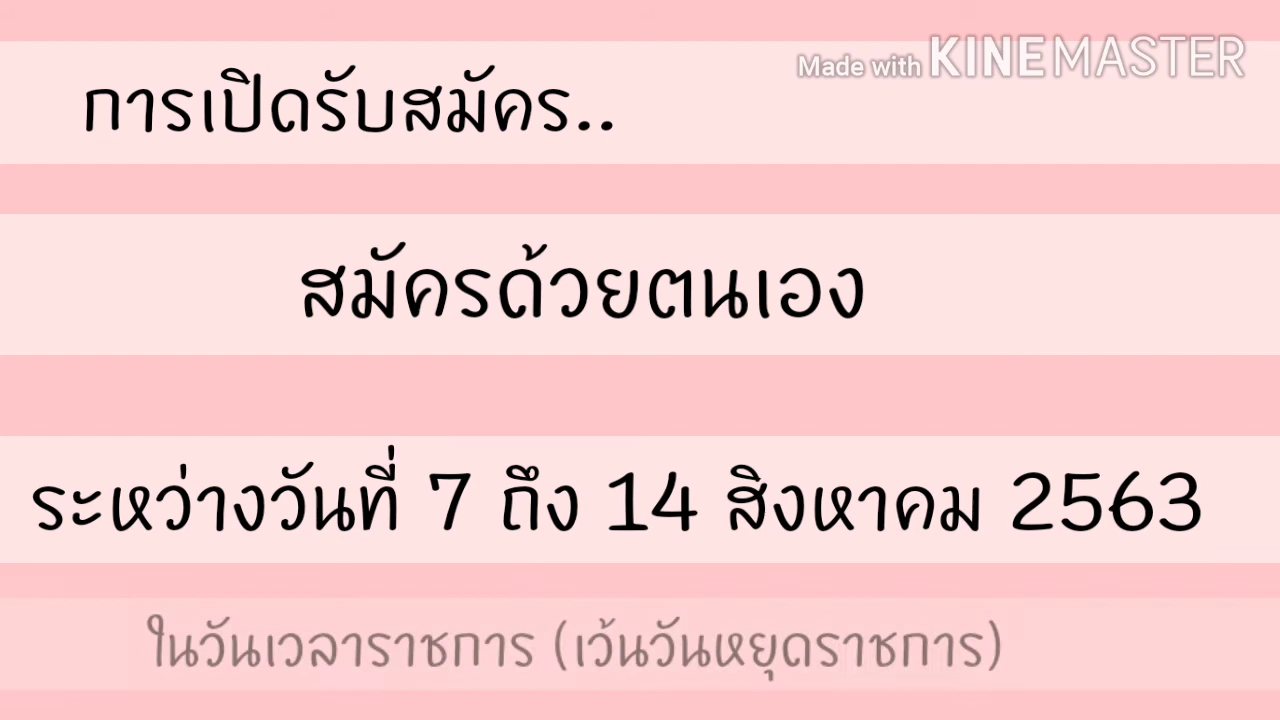 Made with KINEMASTER
การเปิดรับสมัคร..
สมัครด้วยตนเอง
ระหว่างวันที่ 7 ถึง 14 สิงหาคม 2563
ในวันเวลาราชการ (เว้นวันหยุดราชการ)